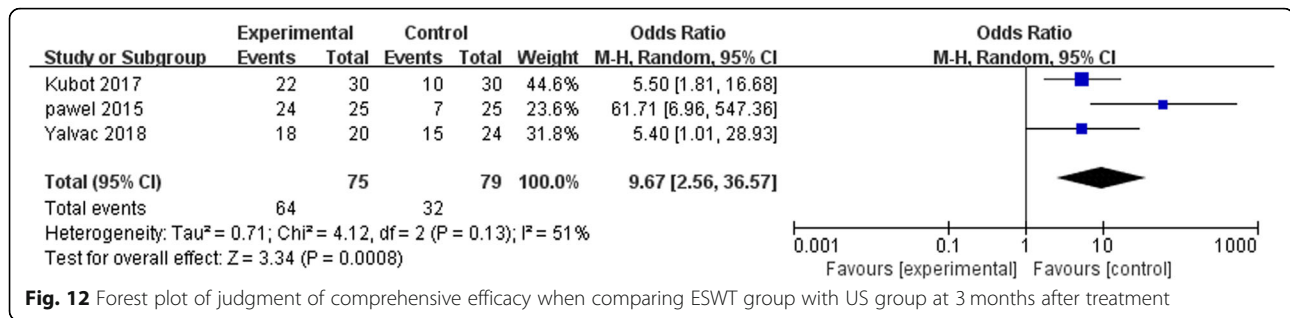 Experimental Control Odds Ratio Odds Ratio
Study or Subgroup Events Total Events Total Weight M-H, Random, 95% CI M-H, Random, 95% CI
Kubot 2017 22 30 10 30 44.6% 5.50 [1.81, 16.68]
pawel 2015 24 25 7 25 23.6% 61.71 [6.96, 547.36]
Yalvac 2018 18 20 15 24 31.8% 5.40 [1.01, 28.93]
Total (95% CI) 75 79 100.0% 9.67 [2.56, 36.57]
Total events 64 32
Heterogeneity: Tau² = 0.71; Chi² = 4.12, df = 2 (P = 0.13); I² = 51%
Test for overall effect: Z = 3.34 (P = 0.0008)
0.001 0.1 1 10 1000
Favours [experimental] Favours [control]
Fig. 12 Forest plot of judgment of comprehensive efficacy when comparing ESWT group with US group at 3 months after treatment